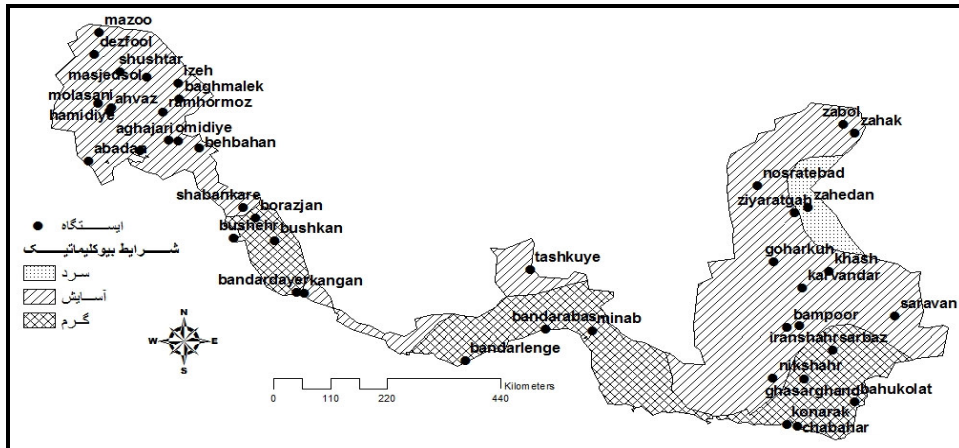 mazoo
dezfool
shushtar
masjedsol
izeh
baghmalek
molasani
ahvaz
ramhormoz
hamidiye
aghajari
omidiye
behbahan
abadan
shabankare
borazjan
bushehr
bushkan
bandardayer
kangan
tashkuye
bandarabas
minab
bandarlenge
zabol
zahak
nosratebad
ziyaratgah
zahedan
goharkuh
khash
karvandar
saravan
bampoor
iranshahr
sarbaz
nikshahr
ghasarghand
bahukolat
konarak
chabahar
ایستگاه
شرایط بیوکلیماتیک
سرد
آسایش
گرم
N
W E
S
Kilometers
0 110 220 440